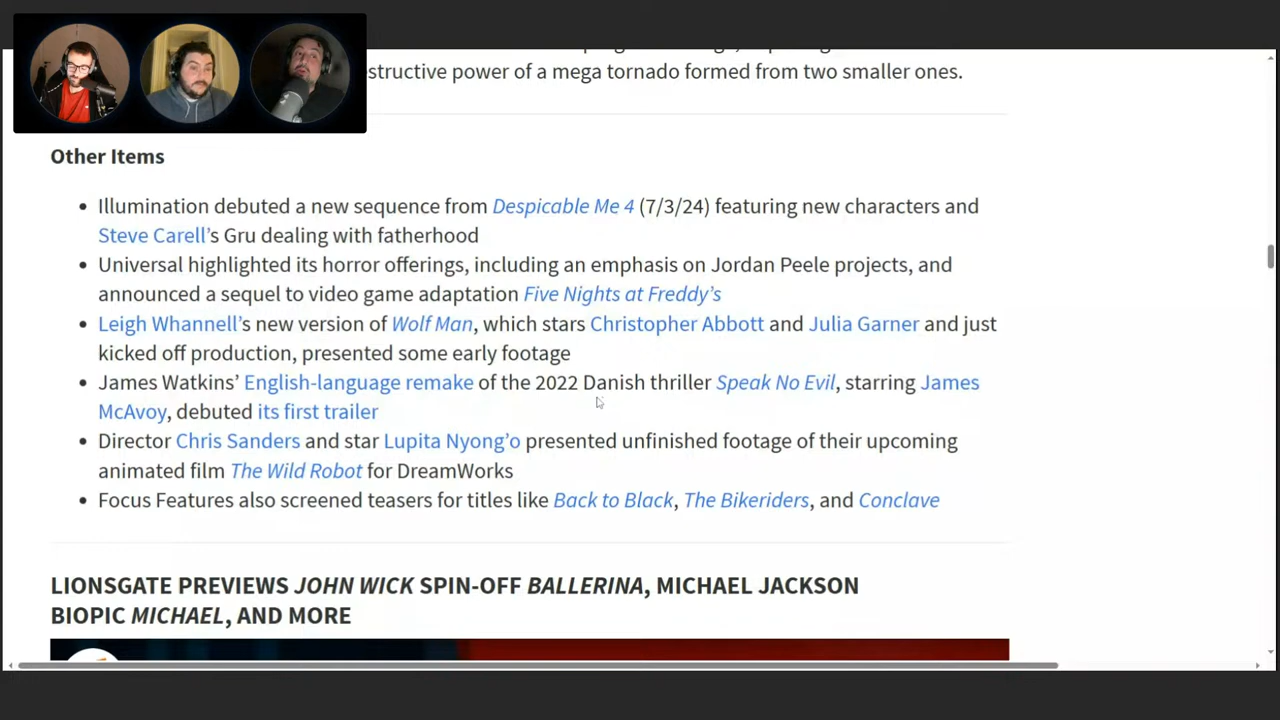 structive power of a mega tornado formed from two smaller ones.
Other Items
• Illumination debuted a new sequence from Despicable Me 4 (7/3/24) featuring new characters and
Steve Carell’s Gru dealing with fatherhood
• Universal highlighted its horror offerings, including an emphasis on Jordan Peele projects, and
announced a sequel to video game adaptation Five Nights at Freddy’s
• Leigh Whannell’s new version of Wolf Man, which stars Christopher Abbott and Julia Garner and just
kicked off production, presented some early footage
• James Watkins’ English-language remake of the 2022 Danish thriller Speak No Evil, starring James
McAvoy, debuted its first trailer
• Director Chris Sanders and star Lupita Nyong’o presented unfinished footage of their upcoming
animated film The Wild Robot for DreamWorks
• Focus Features also screened teasers for titles like Back to Black, The Bikeriders, and Conclave
LIONSGATE PREVIEWS JOHN WICK SPIN-OFF BALLERINA, MICHAEL JACKSON
BIOPIC MICHAEL, AND MORE